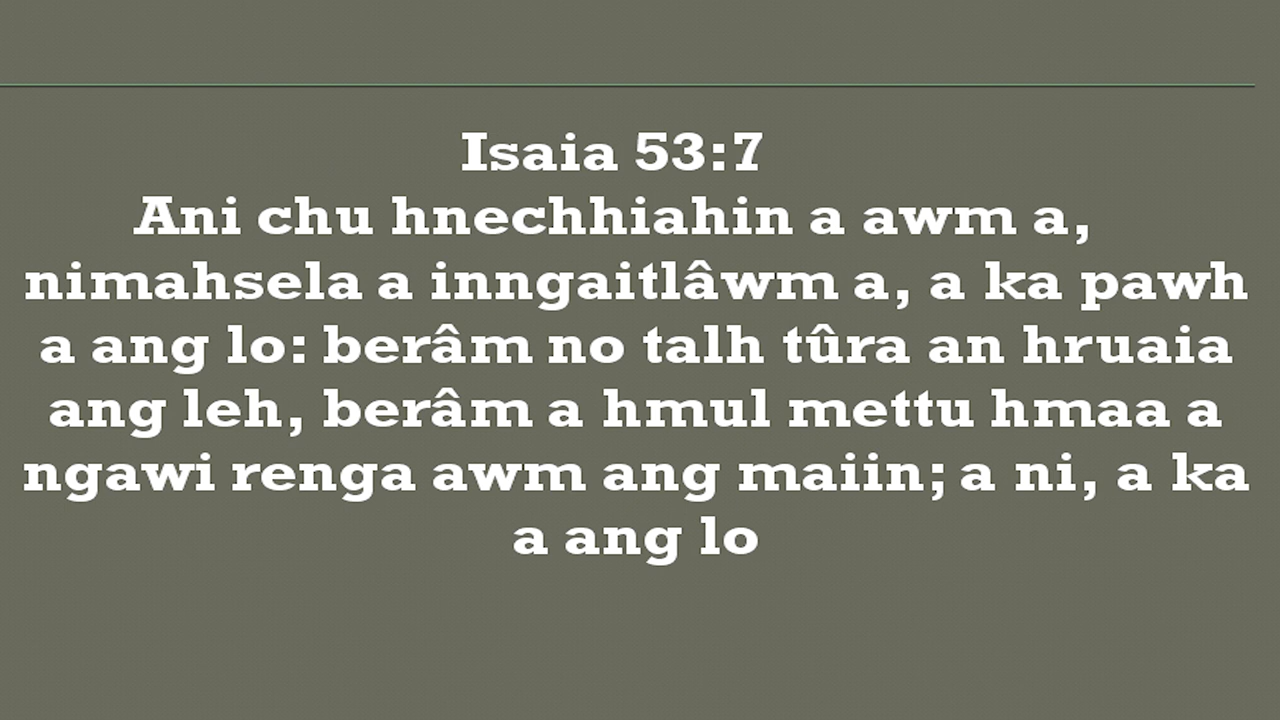 Isaia 53:7
Ani chu hnechhiahin a awm a,
nimahsela a inngaitlâwm a, a ka pawh
a ang lo: berâm no talh tûra an hruaia
ang leh, berâm a hmul mettu hmaa a
ngawi renga awm ang maiin; a ni, a ka
a ang lo